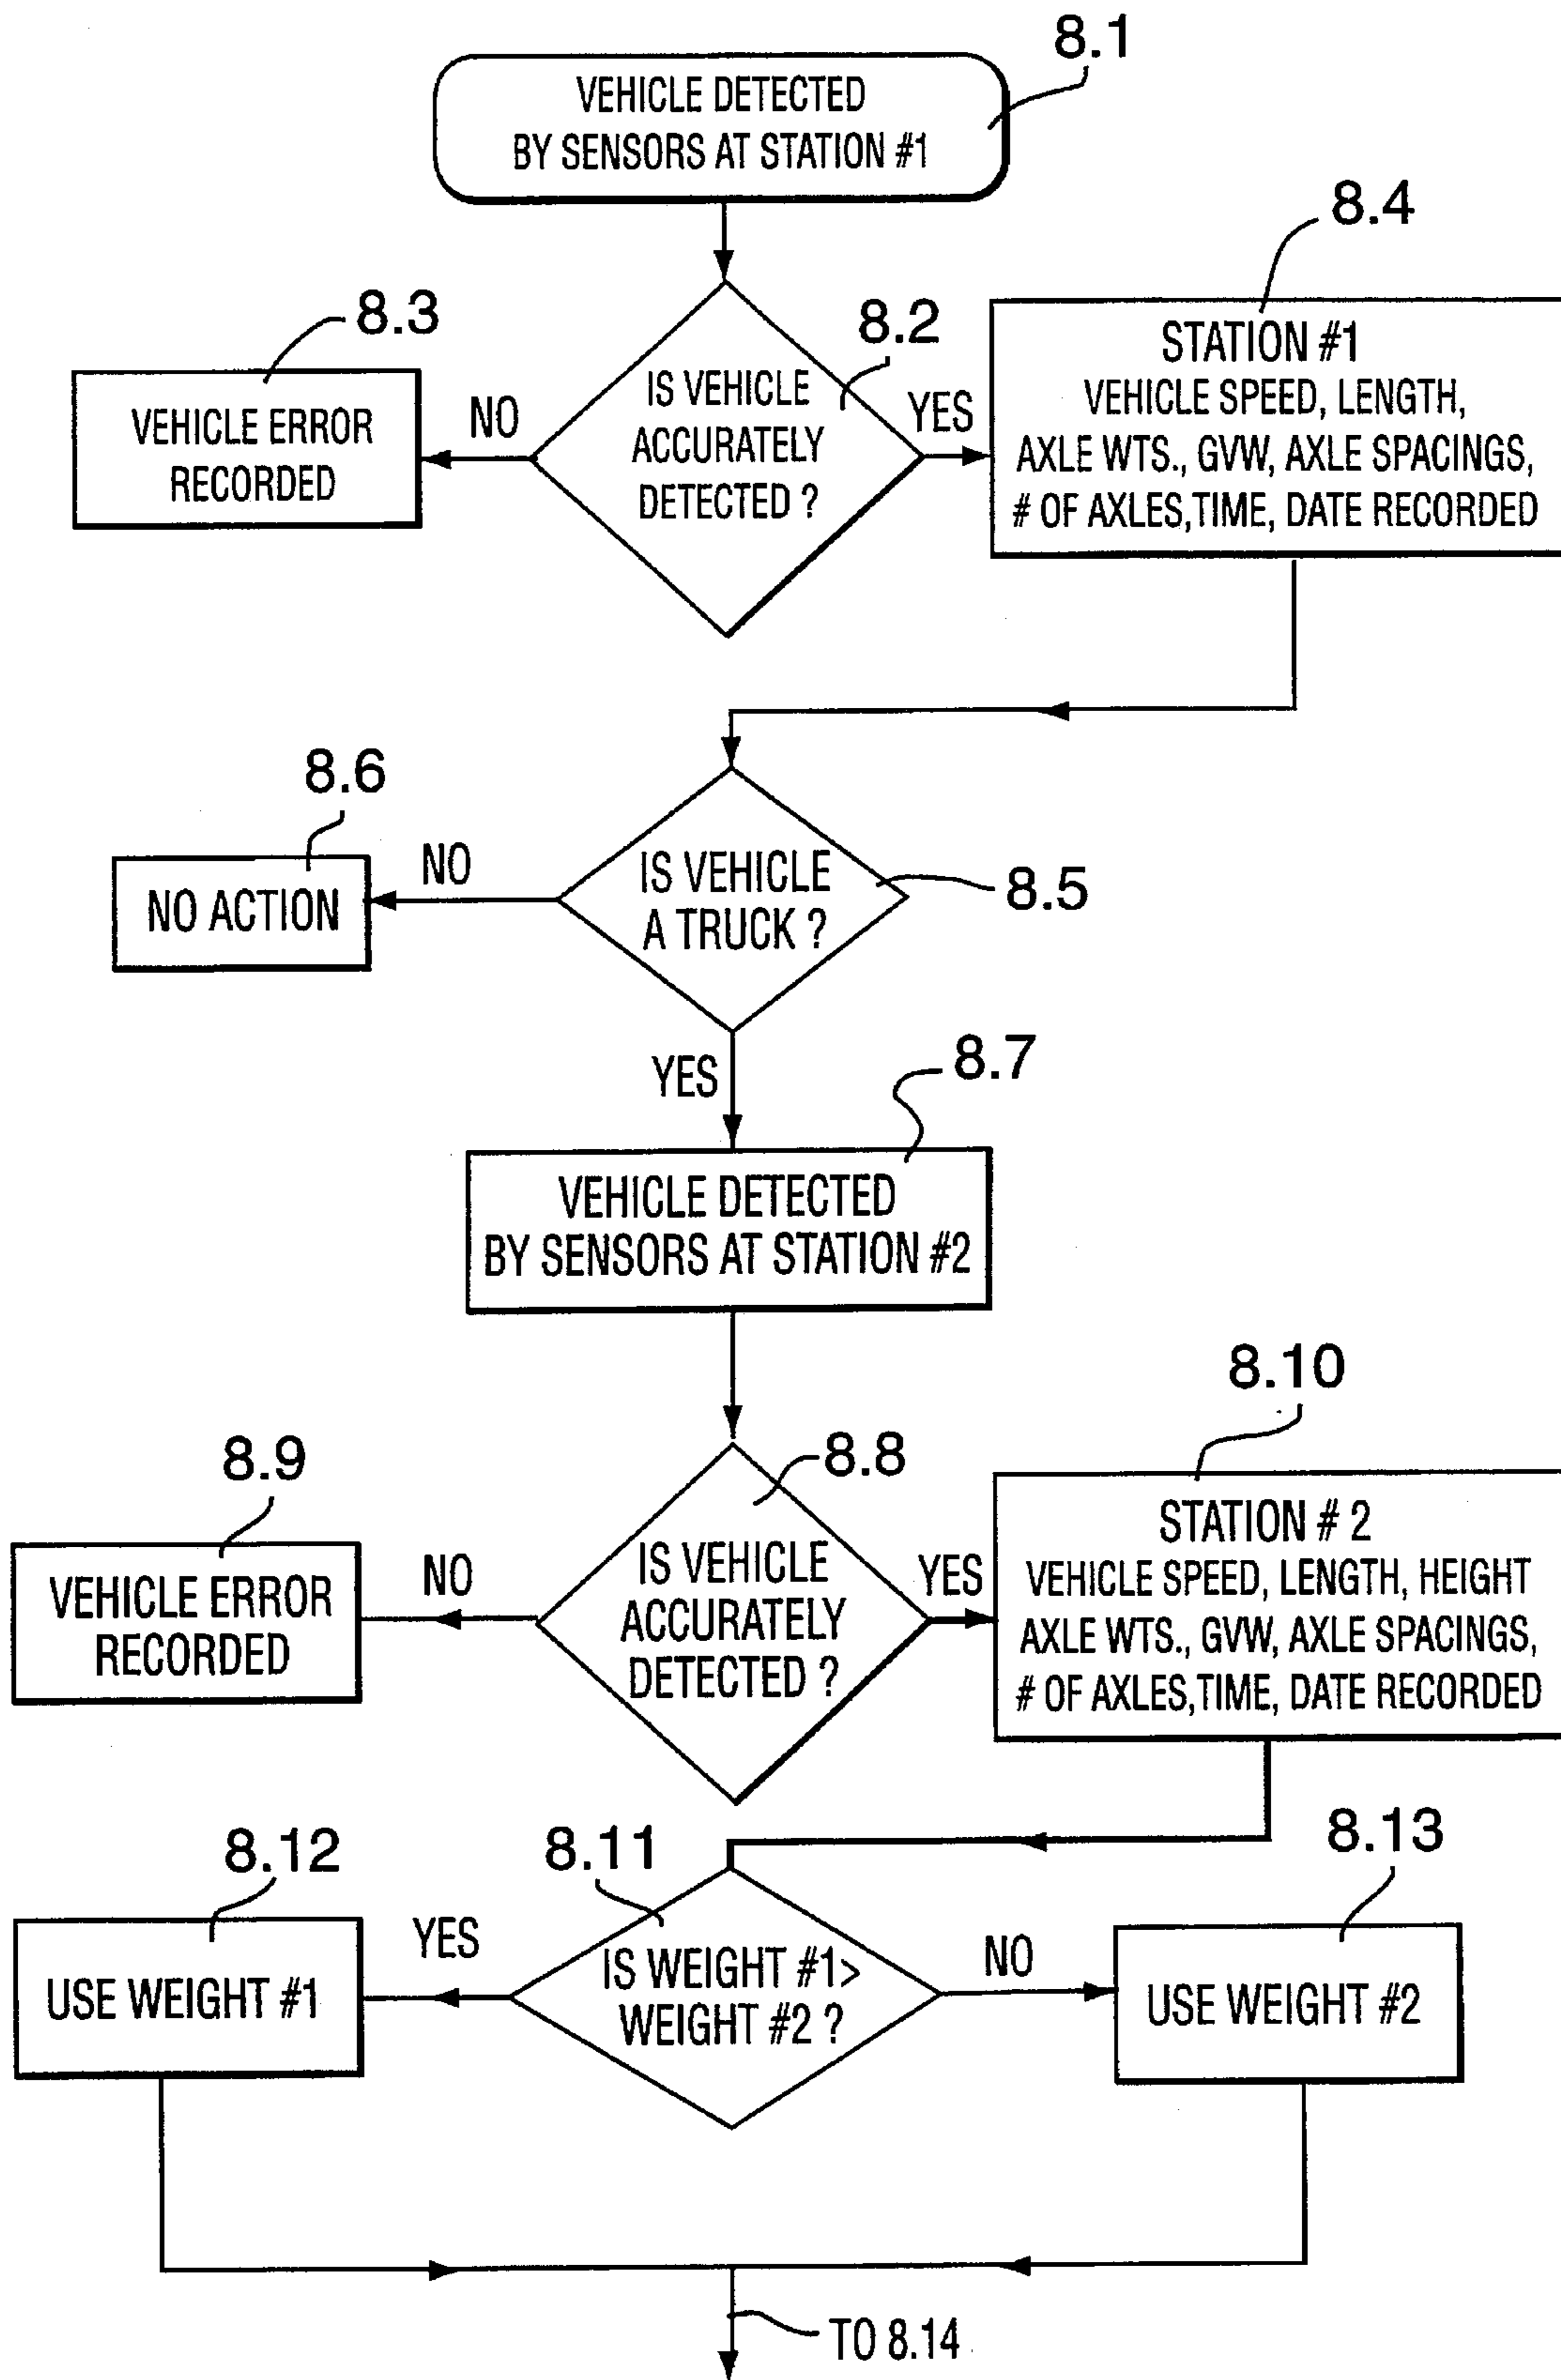 8.1
VEHICLE DETECTED
BY SENSORS AT STATION #1
8.4
8.3
8.2
IS VEHICLE
ACCURATELY
DETECTED ?
NO
YES
VEHICLE ERROR
RECORDED
STATION #1
VEHICLE SPEED, LENGTH,
AXLE WTS., GVW, AXLE SPACINGS,
# OF AXLES,TIME, DATE RECORDED
8.6
NO ACTION
NO
IS VEHICLE
A TRUCK ?
8.5
YES
8.7
VEHICLE DETECTED
BY SENSORS AT STATION #2
8.10
8.9
8.8
VEHICLE ERROR
RECORDED
NO
IS VEHICLE
ACCURATELY
DETECTED ?
YES
STATION # 2
VEHICLE SPEED, LENGTH, HEIGHT
AXLE WTS., GVW, AXLE SPACINGS,
# OF AXLES,TIME, DATE RECORDED
8.12
8.11
8.13
USE WEIGHT #1
YES
IS WEIGHT #1>
WEIGHT #2 ?
NO
USE WEIGHT #2
TO 8.14